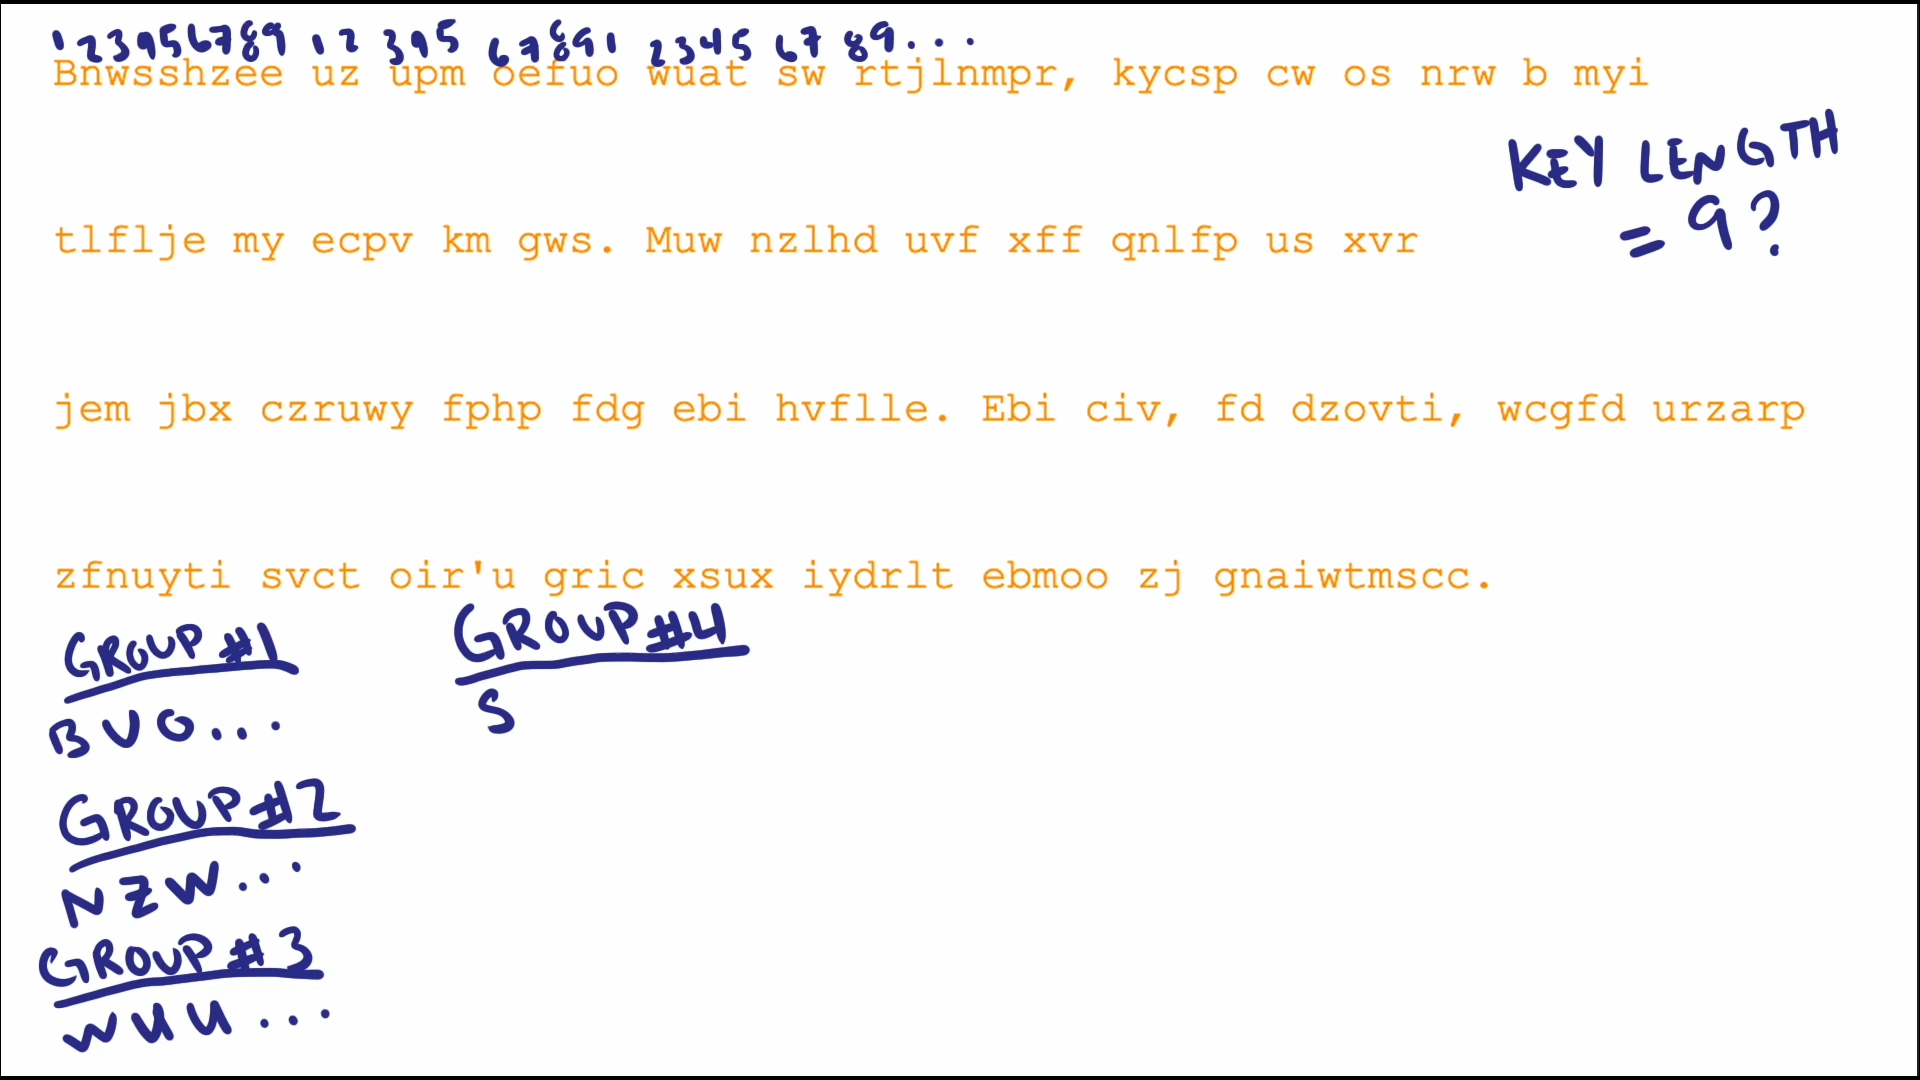 123456789 12 345 67891 2345 67 89...
Bnwsshzee uz upm oefuo wuat sw rtjlnmpr, kycsp cw os nrw b myi
KEY LENGTH
= 9?
tlflje my ecpv km gws. Muw nzlhd uvf xff qnlfp us xvr
jem jbx czruwy fphp fdg ebi hvflle. Ebi civ, fd dzovti, wcgfd urzarp
zfnuyti svct oir'u gric xsux iydrlt ebmoo zj gnaiwtmscc.
GROUP #1
BUO...
GROUP #4
S
GROUP #2
NZW...
GROUP #3
WUU...